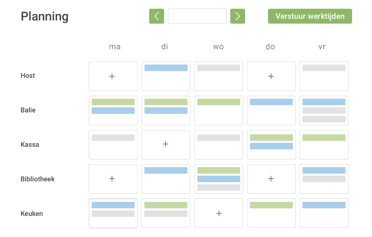 Planning
Verstuur werktijden
ma di wo do vr
Host + +
Balie
Kassa +
Bibliotheek + +
Keuken +